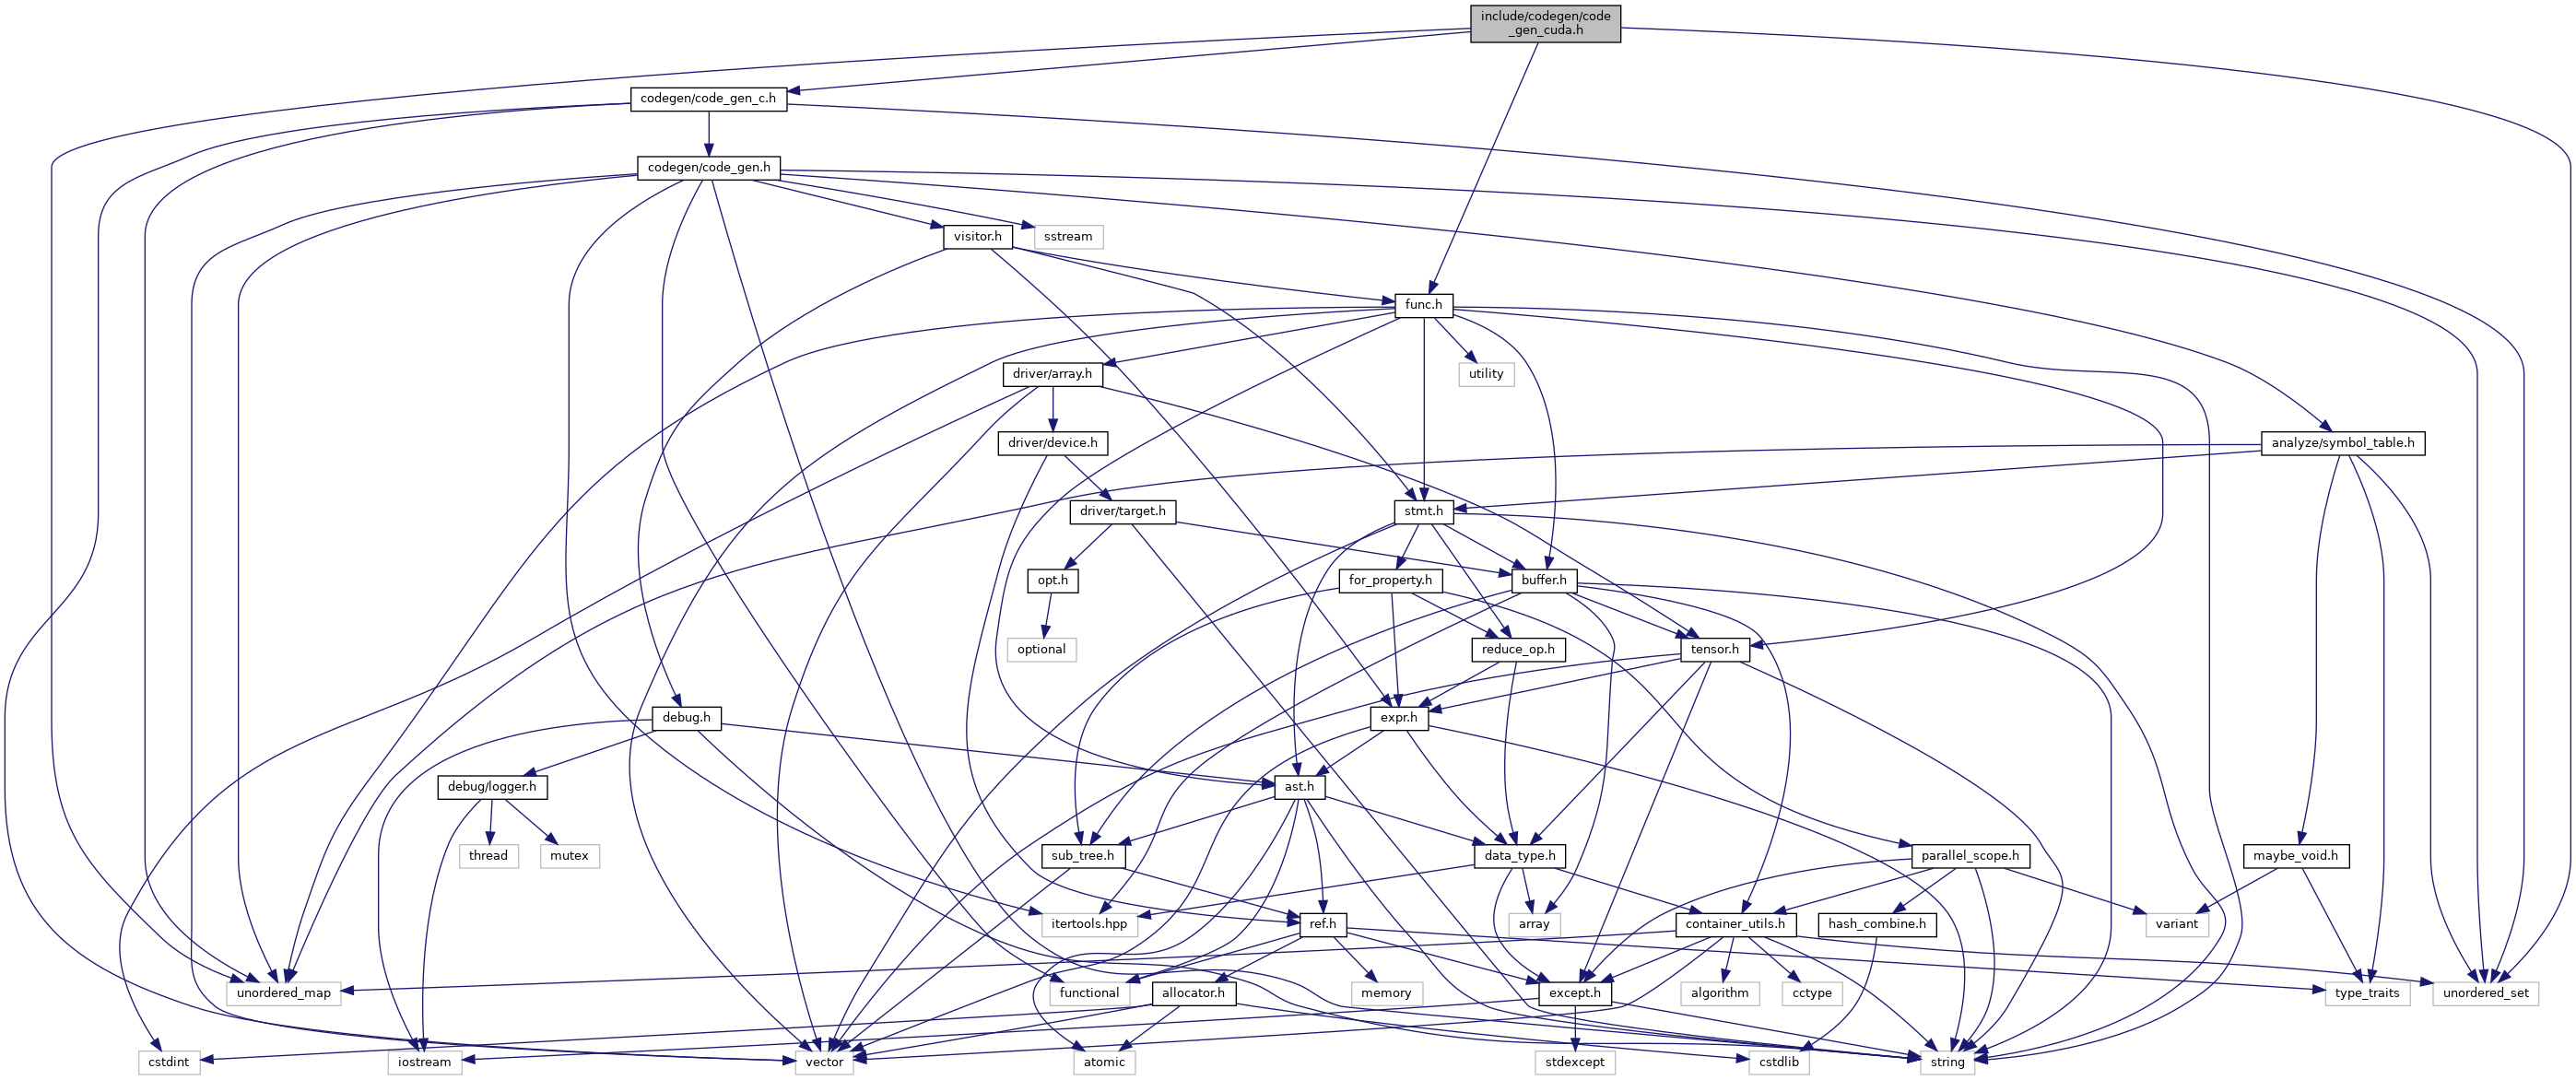 include/codegen/code
_gen_cuda.h
codegen/code_gen_c.h
codegen/code_gen.h
visitor.h
sstream
func.h
driver/array.h
utility
driver/device.h
analyze/symbol_table.h
driver/target.h
stmt.h
opt.h
for_property.h
buffer.h
optional
reduce_op.h
tensor.h
debug.h
expr.h
debug/logger.h
ast.h
thread
mutex
sub_tree.h
data_type.h
parallel_scope.h
maybe_void.h
itertools.hpp
ref.h
array
container_utils.h
hash_combine.h
variant
unordered_map
functional
allocator.h
memory
except.h
algorithm
cctype
type_traits
unordered_set
cstdint
iostream
vector
atomic
stdexcept
cstdlib
string